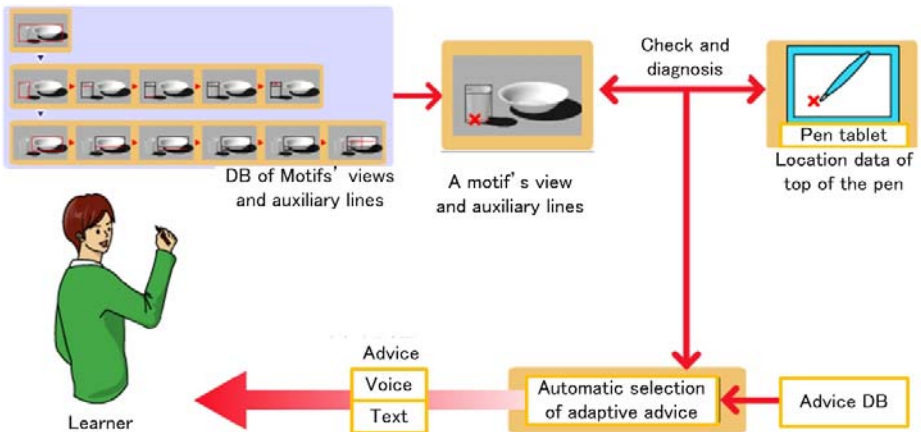 Check and
diagnosis
Pen tablet
Location data of
top of the pen
DB of Motifs' views
and auxiliary lines
A motif's view
and auxiliary lines
Learner
Advice
Voice
Text
Automatic selection
of adaptive advice
Advice DB